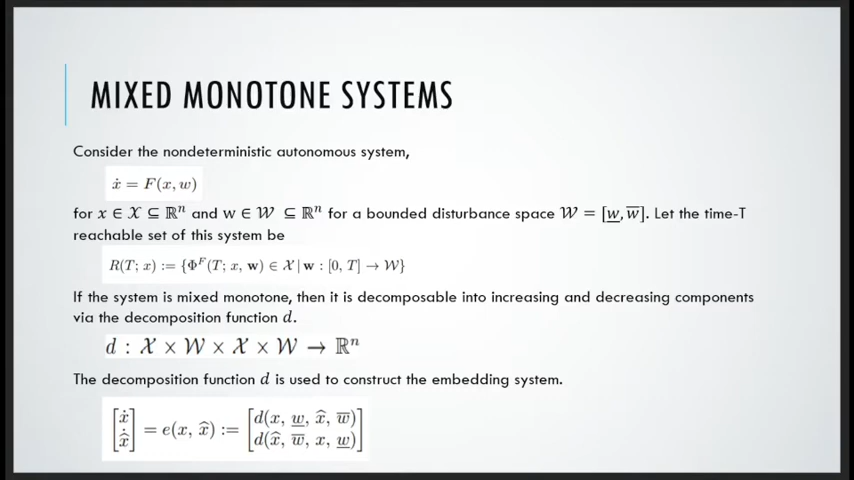 MIXED MONOTONE SYSTEMS
Consider the nondeterministic autonomous system,
ẋ = F(x, w)
for x ∈ 𝒳 ⊆ ℝⁿ and w ∈ 𝒲 ⊆ ℝⁿ for a bounded disturbance space 𝒲 = [w̲, w̅]. Let the time-T
reachable set of this system be
R(T; x) := {Φᶠ(T; x, 𝐰) ∈ 𝒳 | 𝐰 : [0, T] → 𝒲}
If the system is mixed monotone, then it is decomposable into increasing and decreasing components
via the decomposition function d.
d : 𝒳 × 𝒲 × 𝒳 × 𝒲 → ℝⁿ
The decomposition function d is used to construct the embedding system.
[ẋ; x̂̇] = e(x, x̂) := [d(x, w̲, x̂, w̅); d(x̂, w̅, x, w̲)]